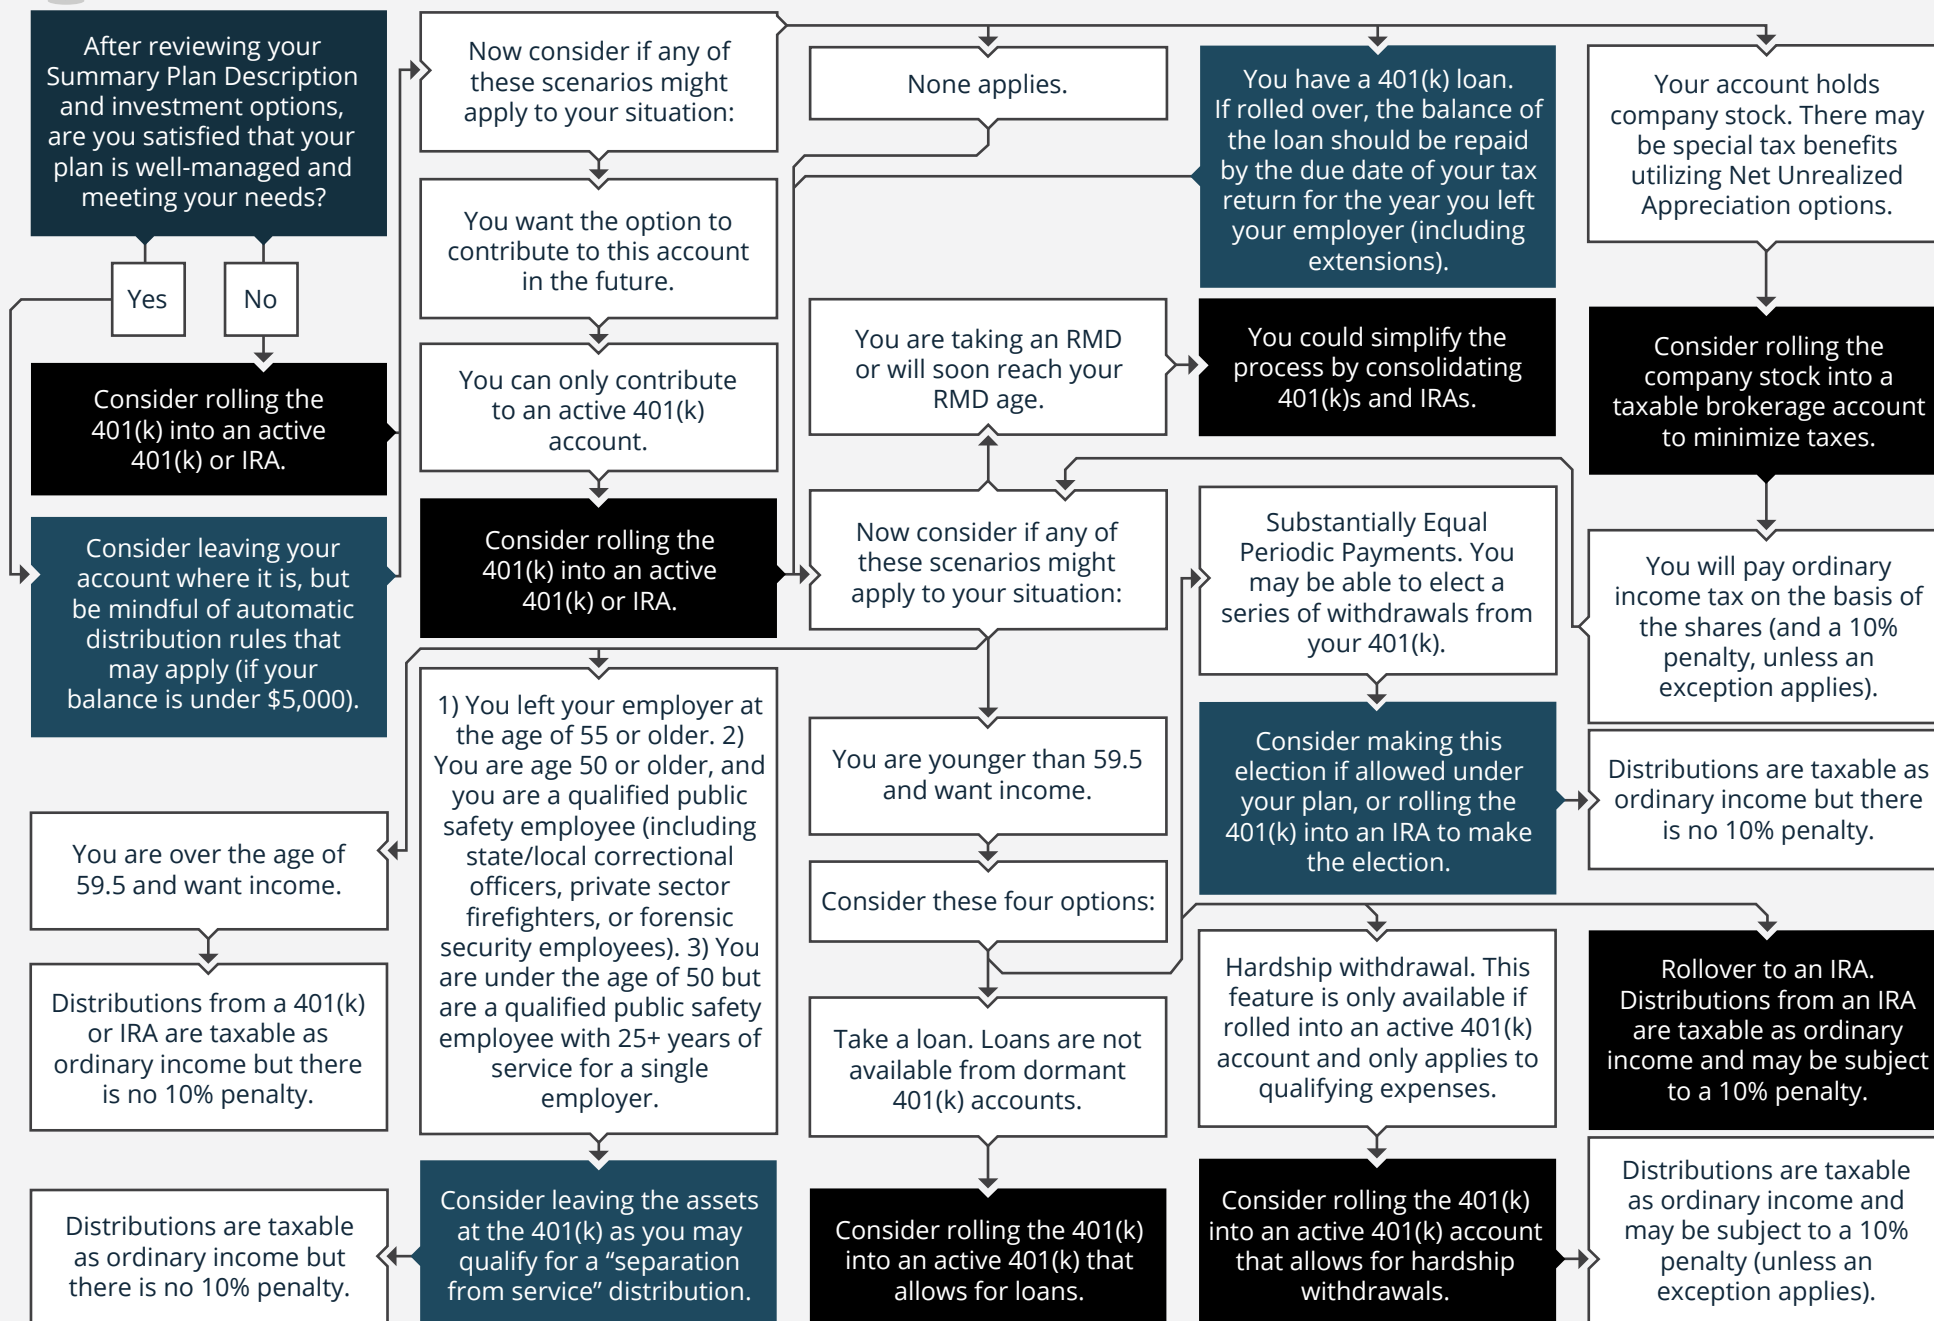 After reviewing your
Summary Plan Description
and investment options,
are you satisfied that your
plan is well-managed and
meeting your needs?
Yes
No
Consider rolling the
401(k) into an active
401(k) or IRA.
Consider leaving your
account where it is, but
be mindful of automatic
distribution rules that
may apply (if your
balance is under $5,000).
Now consider if any of
these scenarios might
apply to your situation:
You want the option to
contribute to this account
in the future.
You can only contribute
to an active 401(k)
account.
Consider rolling the
401(k) into an active
401(k) or IRA.
None applies.
You have a 401(k) loan.
If rolled over, the balance of
the loan should be repaid
by the due date of your tax
return for the year you left
your employer (including
extensions).
Your account holds
company stock. There may
be special tax benefits
utilizing Net Unrealized
Appreciation options.
Consider rolling the
company stock into a
taxable brokerage account
to minimize taxes.
You will pay ordinary
income tax on the basis of
the shares (and a 10%
penalty, unless an
exception applies).
Now consider if any of
these scenarios might
apply to your situation:
You are taking an RMD
or will soon reach your
RMD age.
You could simplify the
process by consolidating
401(k)s and IRAs.
You are over the age of
59.5 and want income.
Distributions from a 401(k)
or IRA are taxable as
ordinary income but there
is no 10% penalty.
1) You left your employer at
the age of 55 or older. 2)
You are age 50 or older, and
you are a qualified public
safety employee (including
state/local correctional
officers, private sector
firefighters, or forensic
security employees). 3) You
are under the age of 50 but
are a qualified public safety
employee with 25+ years of
service for a single
employer.
Consider leaving the assets
at the 401(k) as you may
qualify for a “separation
from service” distribution.
Distributions are taxable
as ordinary income but
there is no 10% penalty.
You are younger than 59.5
and want income.
Consider these four options:
Take a loan. Loans are not
available from dormant
401(k) accounts.
Consider rolling the 401(k)
into an active 401(k) that
allows for loans.
Substantially Equal
Periodic Payments. You
may be able to elect a
series of withdrawals from
your 401(k).
Consider making this
election if allowed under
your plan, or rolling the
401(k) into an IRA to make
the election.
Distributions are taxable as
ordinary income but there
is no 10% penalty.
Hardship withdrawal. This
feature is only available if
rolled into an active 401(k)
account and only applies to
qualifying expenses.
Consider rolling the 401(k)
into an active 401(k) account
that allows for hardship
withdrawals.
Distributions are taxable
as ordinary income and
may be subject to a 10%
penalty (unless an
exception applies).
Rollover to an IRA.
Distributions from an IRA
are taxable as ordinary
income and may be subject
to a 10% penalty.